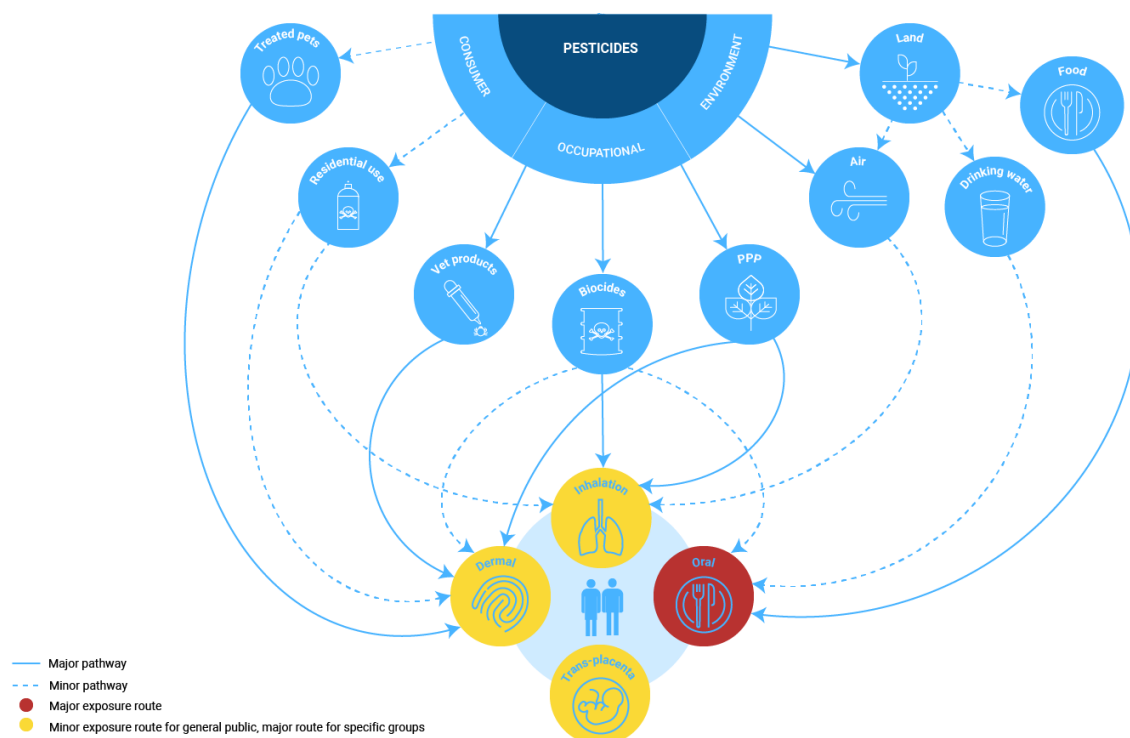 PESTICIDES
CONSUMER
OCCUPATIONAL
ENVIRONMENT
Treated pets
Land
Food
Residential use
Air
Drinking water
Vet products
Biocides
PPP
Inhalation
Dermal
Oral
Trans-placenta
Major pathway
Minor pathway
Major exposure route
Minor exposure route for general public, major route for specific groups